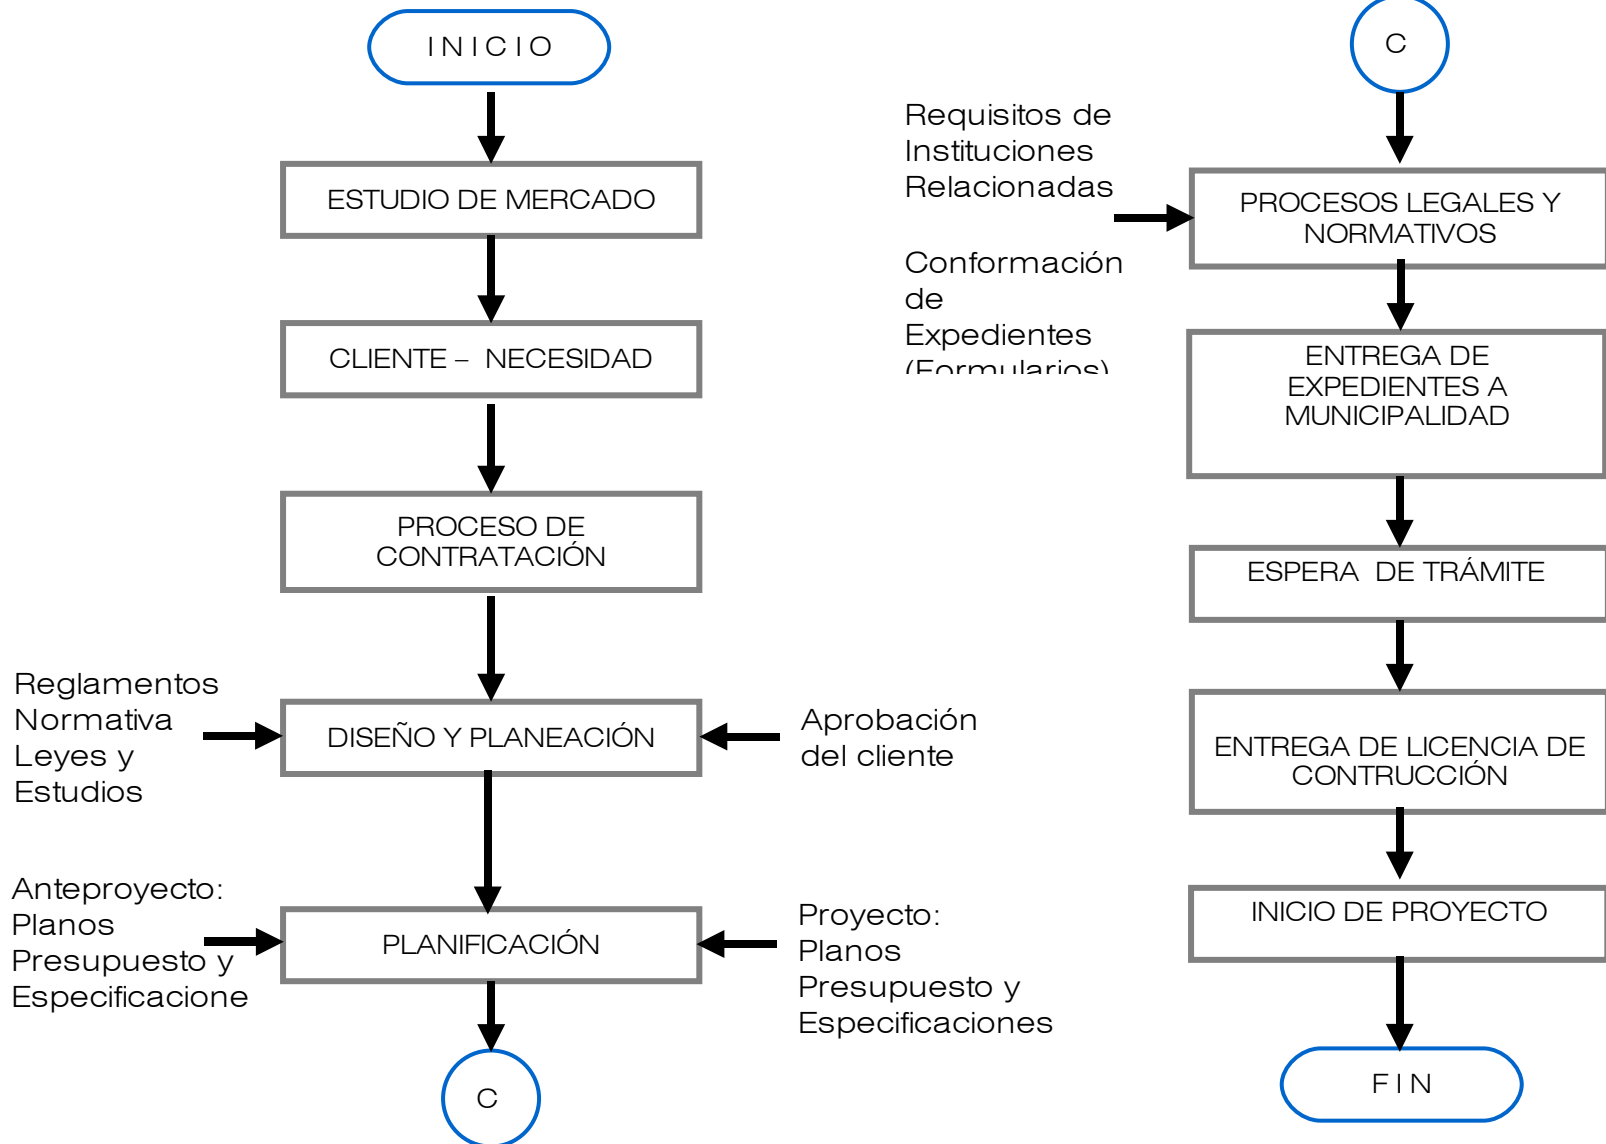 INICIO
ESTUDIO DE MERCADO
CLIENTE – NECESIDAD
PROCESO DE
CONTRATACIÓN
Reglamentos
Normativa
Leyes y
Estudios
DISEÑO Y PLANEACIÓN
Aprobación
del cliente
Anteproyecto:
Planos
Presupuesto y
Especificacione
PLANIFICACIÓN
Proyecto:
Planos
Presupuesto y
Especificaciones
C
C
Requisitos de
Instituciones
Relacionadas
Conformación
de
Expedientes
(Formularios)
PROCESOS LEGALES Y
NORMATIVOS
ENTREGA DE
EXPEDIENTES A
MUNICIPALIDAD
ESPERA DE TRÁMITE
ENTREGA DE LICENCIA DE
CONTRUCCIÓN
INICIO DE PROYECTO
FIN